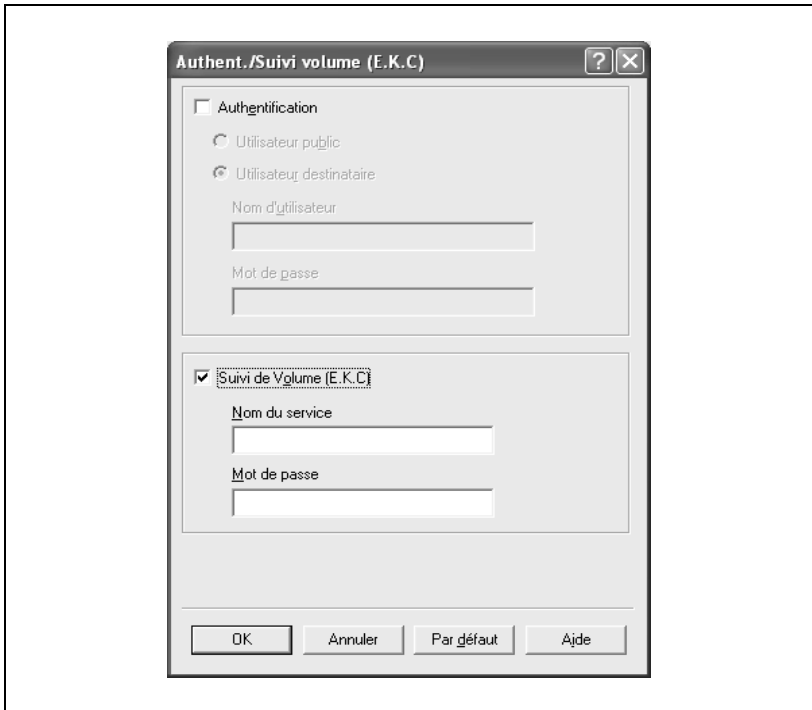 Authent./Suivi volume (E.K.C)
Authentification
Utilisateur public
Utilisateur destinataire
Nom d'utilisateur
Mot de passe
Suivi de Volume (E.K.C)
Nom du service
Mot de passe
OK Annuler Par défaut Aide